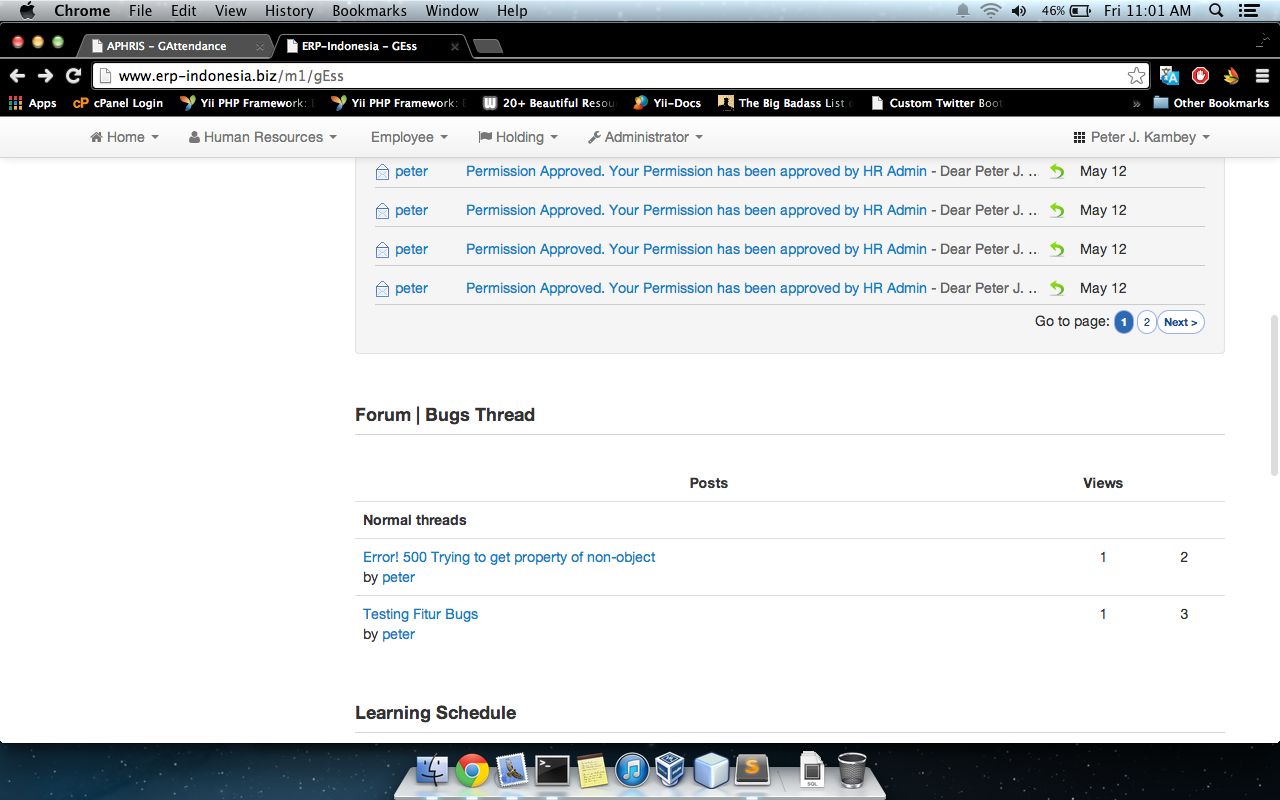 Chrome File Edit View History Bookmarks Window Help 46% Fri 11:01 AM
APHRIS – GAttendance ERP-Indonesia – GEss
www.erp-indonesia.biz/m1/gEss
Apps cP cPanel Login Yii PHP Framework: Yii PHP Framework: W 20+ Beautiful Resou Yii-Docs The Big Badass List Custom Twitter Boot » Other Bookmarks
Home Human Resources Employee Holding Administrator Peter J. Kambey
peter Permission Approved. Your Permission has been approved by HR Admin - Dear Peter J. .. May 12
peter Permission Approved. Your Permission has been approved by HR Admin - Dear Peter J. .. May 12
peter Permission Approved. Your Permission has been approved by HR Admin - Dear Peter J. .. May 12
peter Permission Approved. Your Permission has been approved by HR Admin - Dear Peter J. .. May 12
Go to page: 1 2 Next >
Forum | Bugs Thread
Posts Views
Normal threads
Error! 500 Trying to get property of non-object 1 2
by peter
Testing Fitur Bugs 1 3
by peter
Learning Schedule
S SQL